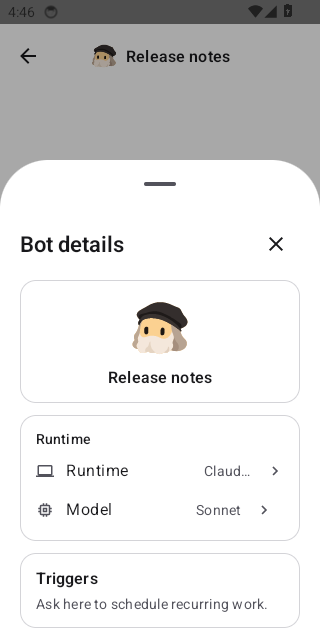 4:46
Release notes
Bot details
Release notes
Runtime
Runtime Claud...
Model Sonnet
Triggers
Ask here to schedule recurring work.